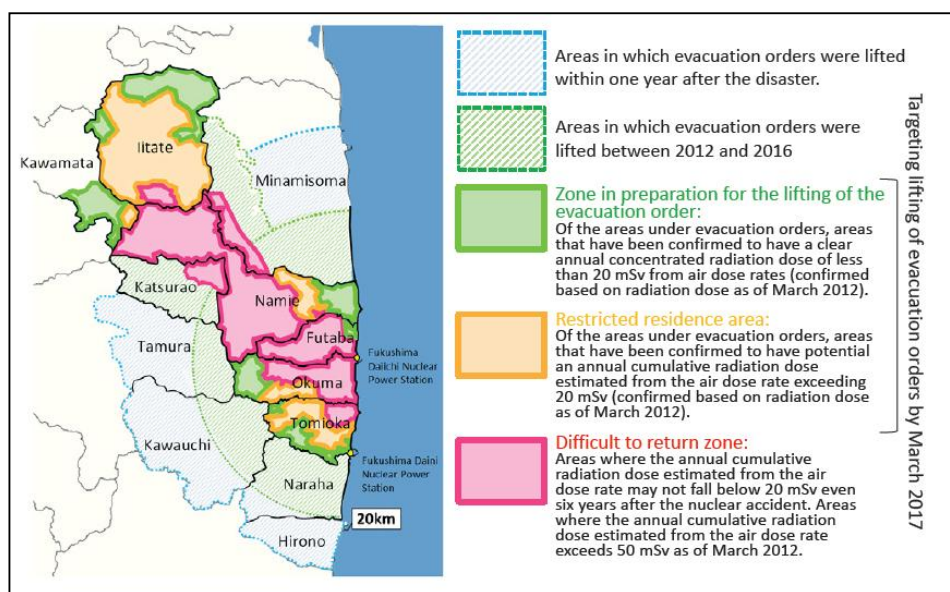 Iitate
Kawamata
Minamisoma
Katsurao
Namie
Tamura
Futaba
Fukushima
Daiichi Nuclear
Power Station
Okuma
Tomioka
Kawauchi
Fukushima Daini
Nuclear Power
Station
Naraha
20km
Hirono
Areas in which evacuation orders were lifted
within one year after the disaster.
Areas in which evacuation orders were
lifted between 2012 and 2016
Zone in preparation for the lifting of the
evacuation order:
Of the areas under evacuation orders, areas
that have been confirmed to have a clear
annual concentrated radiation dose of less
than 20 mSv from air dose rates (confirmed
based on radiation dose as of March 2012).
Restricted residence area:
Of the areas under evacuation orders, areas
that have been confirmed to have potential
an annual cumulative radiation dose
estimated from the air dose rate exceeding
20 mSv (confirmed based on radiation dose
as of March 2012).
Difficult to return zone:
Areas where the annual cumulative
radiation dose estimated from the air
dose rate may not fall below 20 mSv even
six years after the nuclear accident. Areas
where the annual cumulative radiation
dose estimated from the air dose rate
exceeds 50 mSv as of March 2012.
Targeting lifting of evacuation orders by March 2017